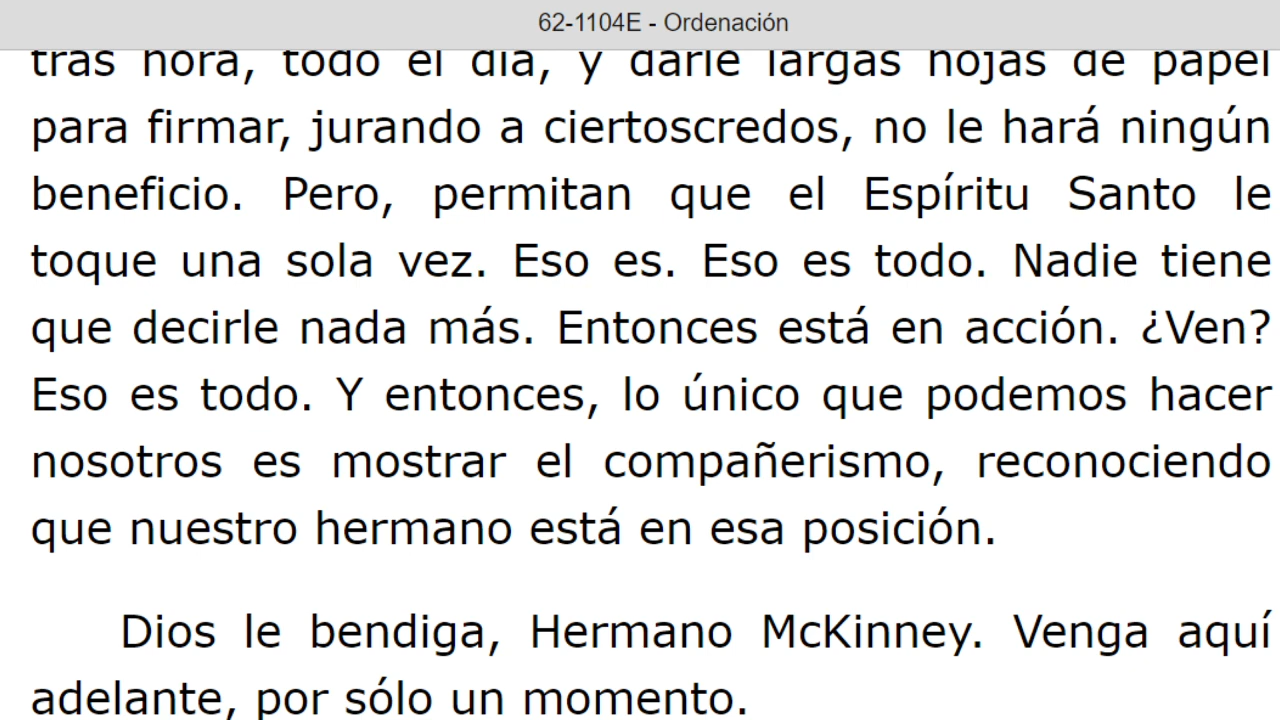 62-1104E - Ordenación
tras hora, todo el día, y darle largas hojas de papel
para firmar, jurando a ciertoscredos, no le hará ningún
beneficio. Pero, permitan que el Espíritu Santo le
toque una sola vez. Eso es. Eso es todo. Nadie tiene
que decirle nada más. Entonces está en acción. ¿Ven?
Eso es todo. Y entonces, lo único que podemos hacer
nosotros es mostrar el compañerismo, reconociendo
que nuestro hermano está en esa posición.
Dios le bendiga, Hermano McKinney. Venga aquí
adelante, por sólo un momento.